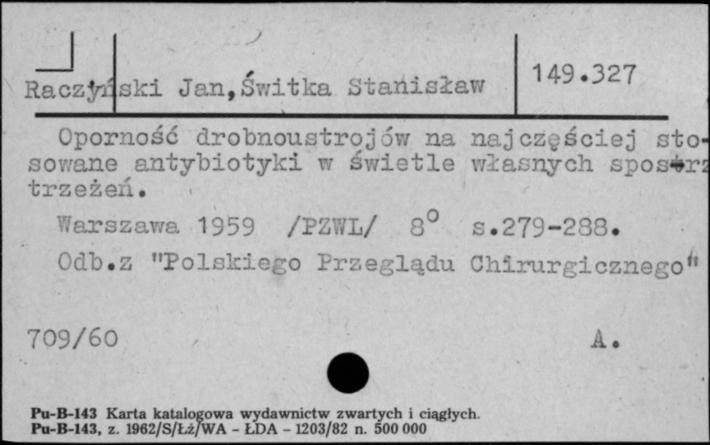 Raczyński Jan, Świtka Stanisław
149.327
Oporność drobnoustrojów na najczęściej sto-
sowane antybiotyki w świetle własnych spos
trzeżeń.
Warszawa 1959 /PZWL/ 8° s.279-288.
Odb.z "Polskiego Przeglądu Chirurgicznego"
709/60
A.
Pu-B-143 Karta katalogowa wydawnictw zwartych i ciągłych.
Pu-B-143, z. 1962/S/Łż/WA - ŁDA - 1203/82 n. 500 000